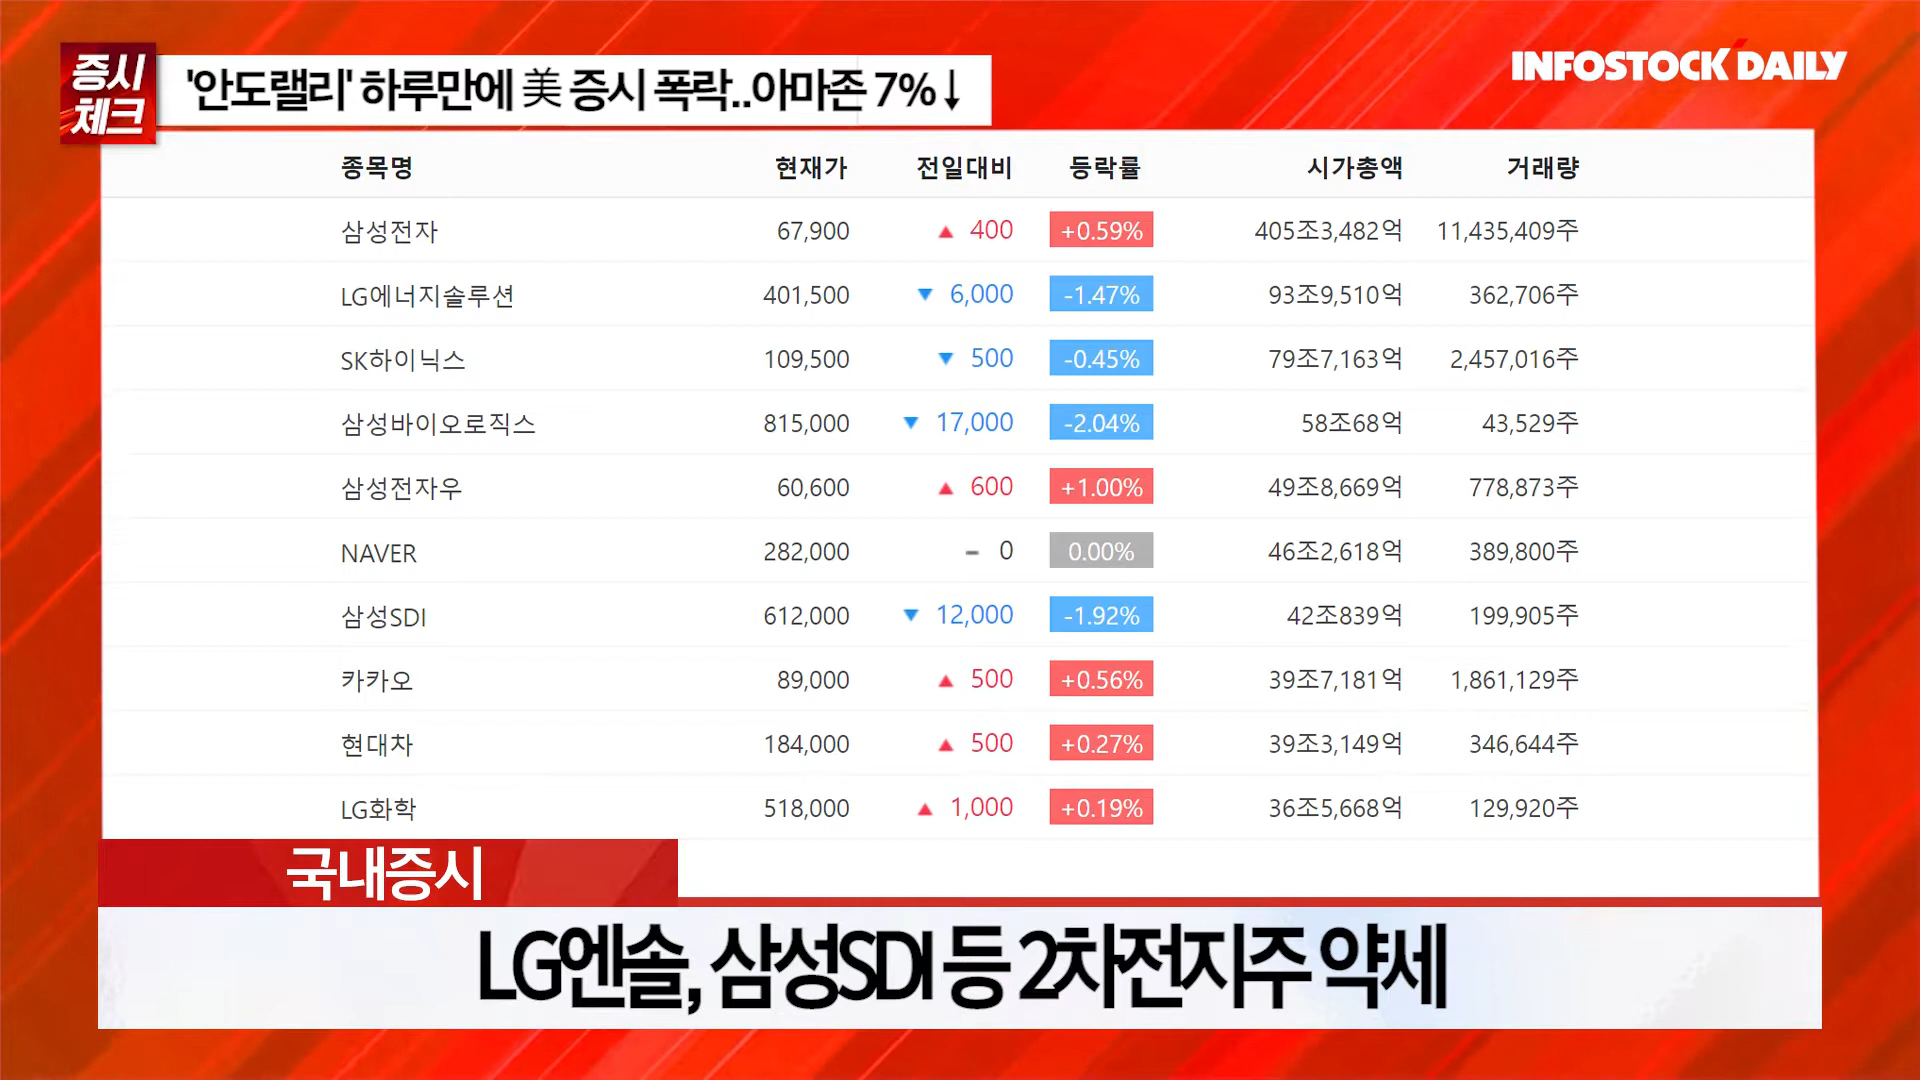 증시
체크
'안도랠리' 하루만에 美 증시 폭락..아마존 7%↓
INFOSTOCK DAILY
종목명 현재가 전일대비 등락률 시가총액 거래량
삼성전자 67,900 ▲ 400 +0.59% 405조3,482억 11,435,409주
LG에너지솔루션 401,500 ▼ 6,000 -1.47% 93조9,510억 362,706주
SK하이닉스 109,500 ▼ 500 -0.45% 79조7,163억 2,457,016주
삼성바이오로직스 815,000 ▼ 17,000 -2.04% 58조68억 43,529주
삼성전자우 60,600 ▲ 600 +1.00% 49조8,669억 778,873주
NAVER 282,000 - 0 0.00% 46조2,618억 389,800주
삼성SDI 612,000 ▼ 12,000 -1.92% 42조839억 199,905주
카카오 89,000 ▲ 500 +0.56% 39조7,181억 1,861,129주
현대차 184,000 ▲ 500 +0.27% 39조3,149억 346,644주
LG화학 518,000 ▲ 1,000 +0.19% 36조5,668억 129,920주
국내증시
LG엔솔, 삼성SDI 등 2차전지주 약세